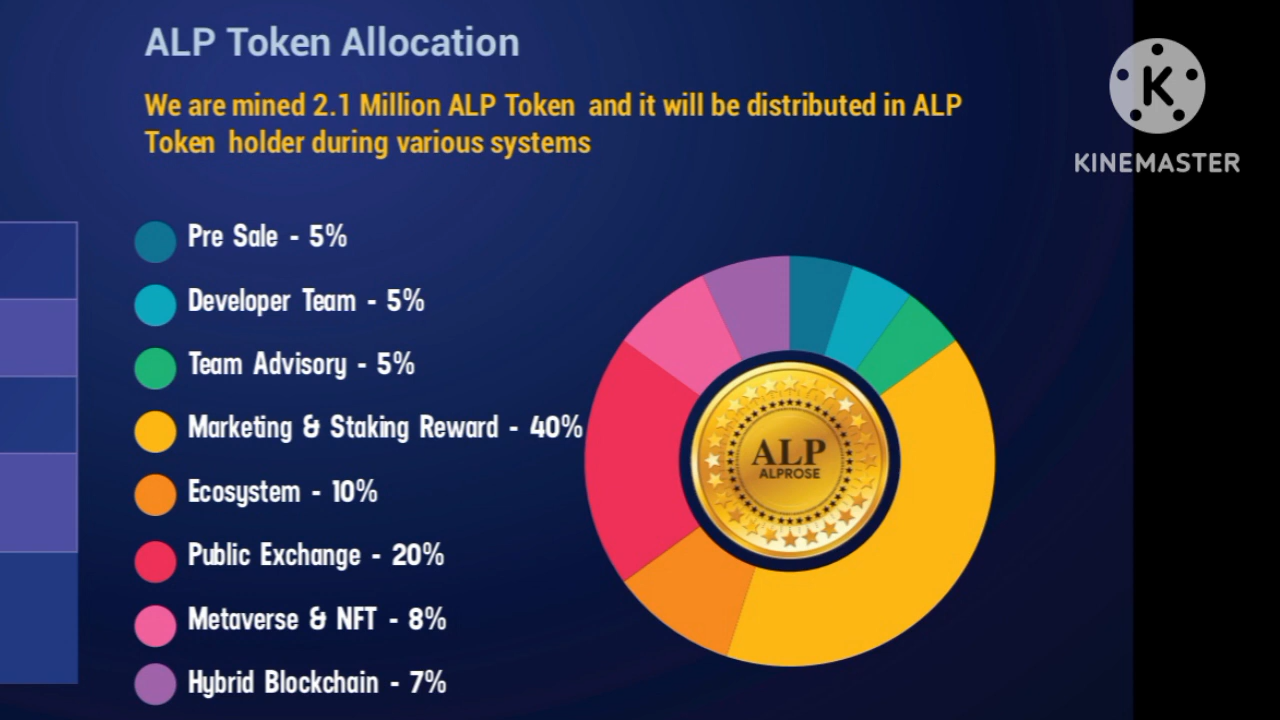 ALP Token Allocation
We are mined 2.1 Million ALP Token and it will be distributed in ALP
Token holder during various systems
K
KINEMASTER
Pre Sale - 5%
Developer Team - 5%
Team Advisory - 5%
Marketing & Staking Reward - 40%
Ecosystem - 10%
Public Exchange - 20%
Metaverse & NFT - 8%
Hybrid Blockchain - 7%
ALP
ALPROSE